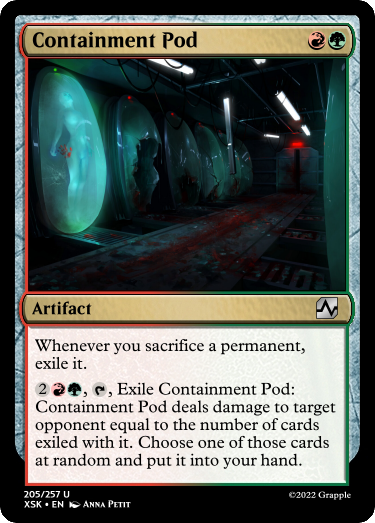 Containment Pod
Artifact
Whenever you sacrifice a permanent,
exile it.
2 , , Exile Containment Pod:
Containment Pod deals damage to target
opponent equal to the number of cards
exiled with it. Choose one of those cards
at random and put it into your hand.
205/257 U
XSK • EN Anna Petit
©2022 Grapple